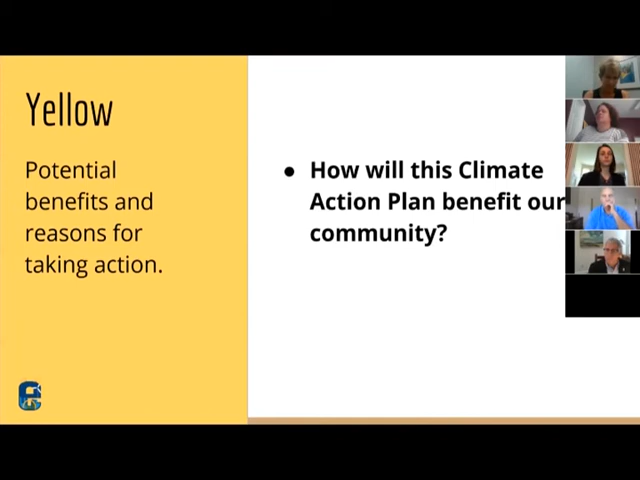 Yellow
Potential
benefits and
reasons for
taking action.
● How will this Climate
Action Plan benefit our
community?
e